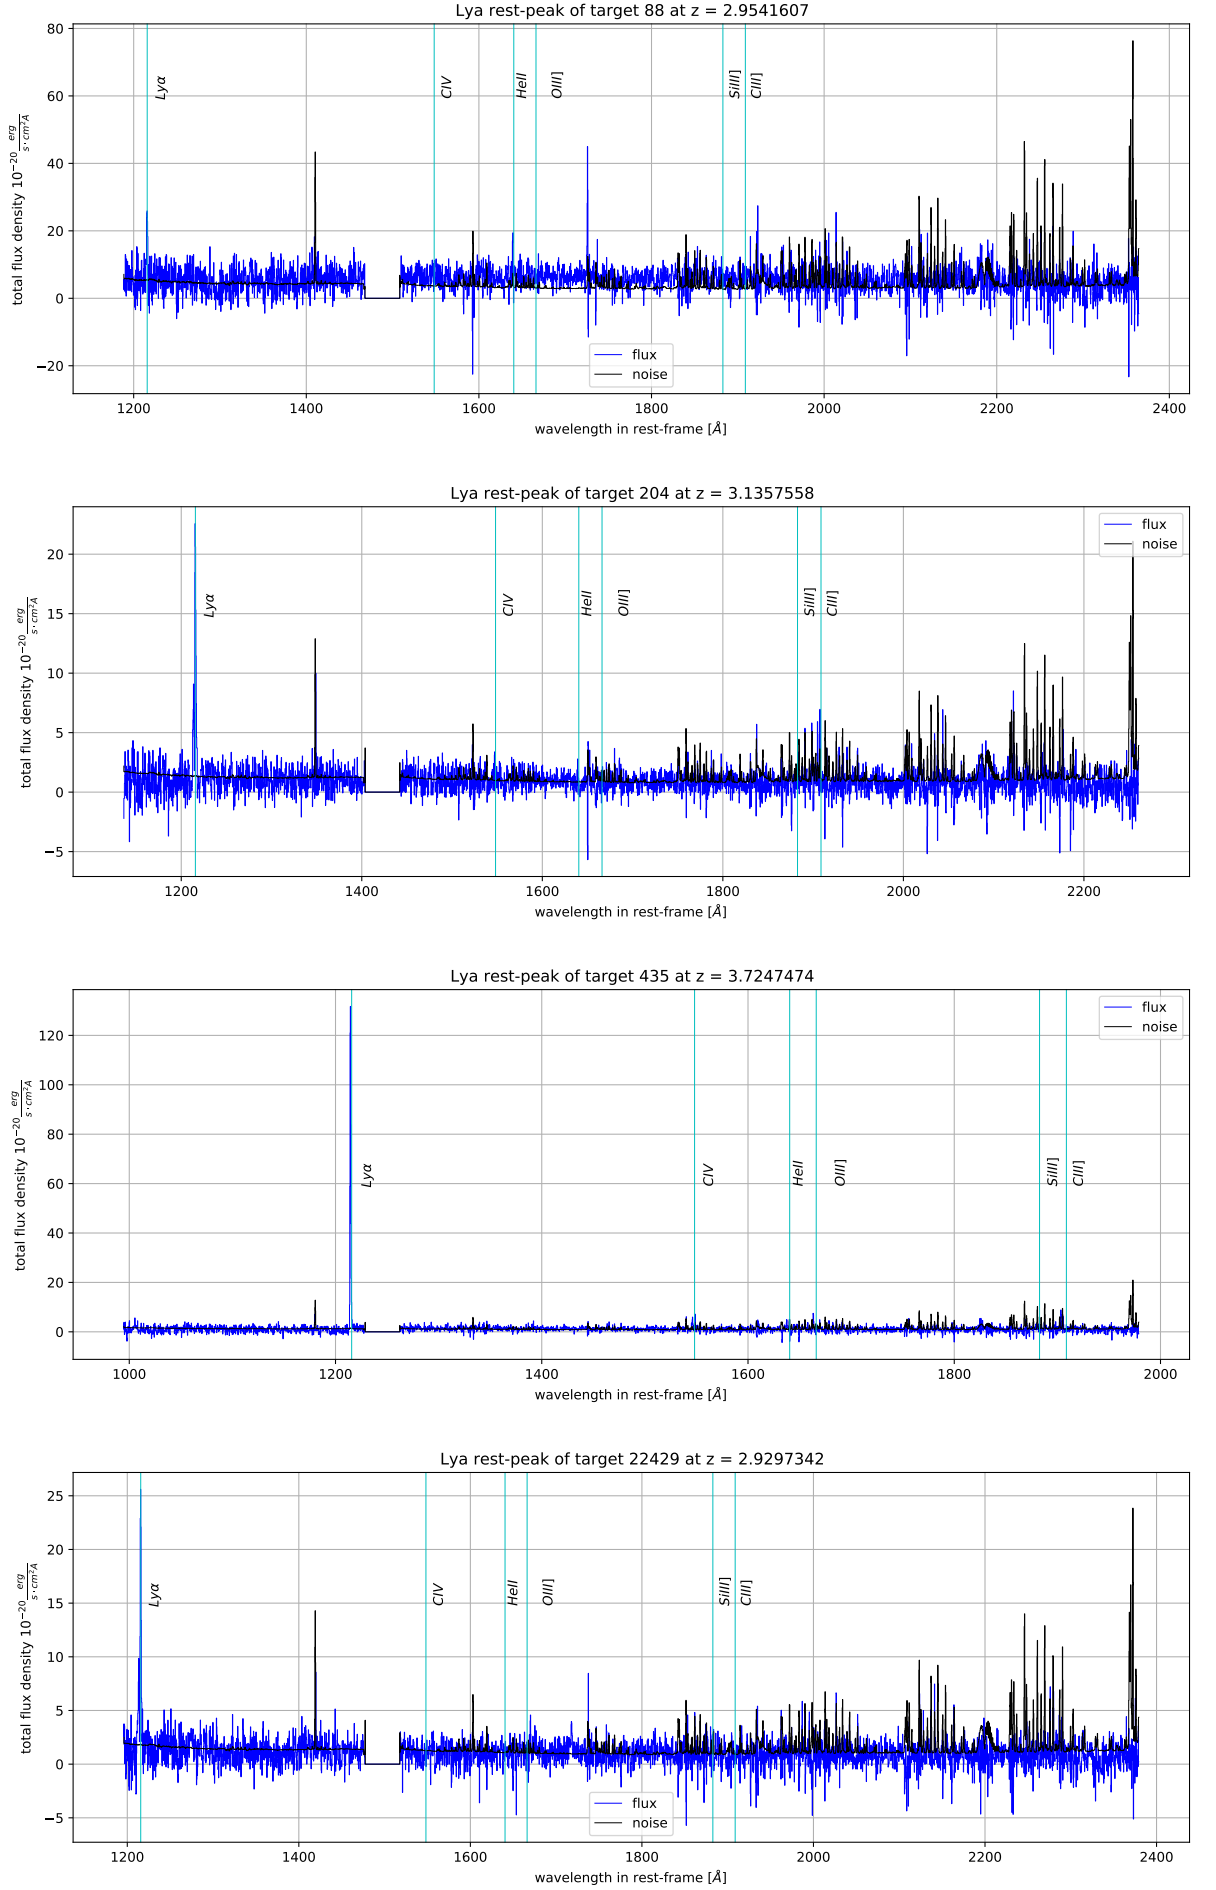 Lya rest-peak of target 88 at z = 2.9541607
total flux density 10⁻²⁰ erg/(s·cm²A)
80
60
40
20
0
−20
Lyα
CIV
HeII
OIII]
SiIII]
CIII]
flux
noise
1200 1400 1600 1800 2000 2200 2400
wavelength in rest-frame [Å]
Lya rest-peak of target 204 at z = 3.1357558
total flux density 10⁻²⁰ erg/(s·cm²A)
20
15
10
5
0
−5
Lyα
CIV
HeII
OIII]
SiIII]
CIII]
flux
noise
1200 1400 1600 1800 2000 2200
wavelength in rest-frame [Å]
Lya rest-peak of target 435 at z = 3.7247474
total flux density 10⁻²⁰ erg/(s·cm²A)
120
100
80
60
40
20
0
Lyα
CIV
HeII
OIII]
SiIII]
CIII]
flux
noise
1000 1200 1400 1600 1800 2000
wavelength in rest-frame [Å]
Lya rest-peak of target 22429 at z = 2.9297342
total flux density 10⁻²⁰ erg/(s·cm²A)
25
20
15
10
5
0
−5
Lyα
CIV
HeII
OIII]
SiIII]
CIII]
flux
noise
1200 1400 1600 1800 2000 2200 2400
wavelength in rest-frame [Å]